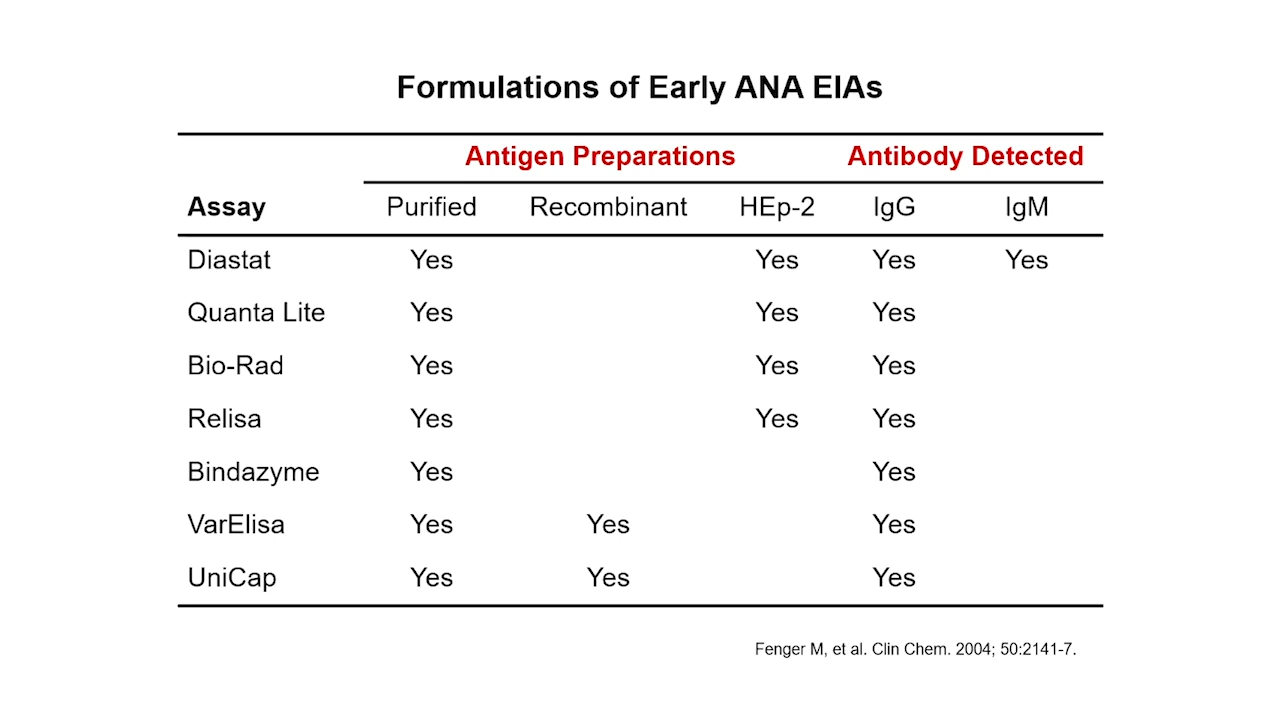 Formulations of Early ANA EIAs
Antigen Preparations Antibody Detected
Assay Purified Recombinant HEp-2 IgG IgM
Diastat Yes Yes Yes Yes
Quanta Lite Yes Yes Yes
Bio-Rad Yes Yes Yes
Relisa Yes Yes Yes
Bindazyme Yes Yes
VarElisa Yes Yes Yes
UniCap Yes Yes Yes
Fenger M, et al. Clin Chem. 2004; 50:2141-7.